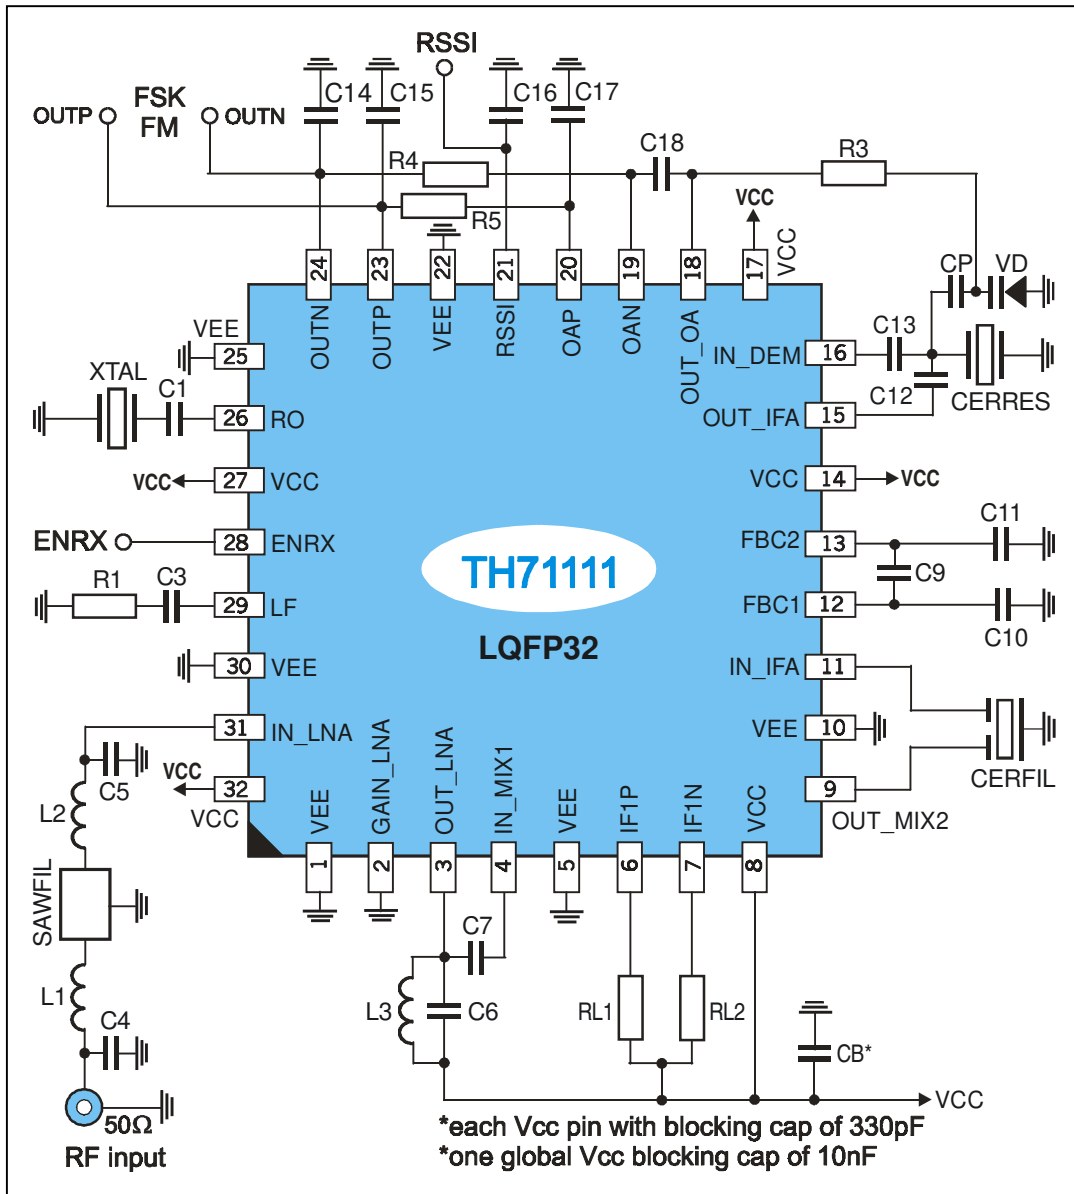 RSSI
C14
C15
C16
C17
OUTP
FSK
FM
OUTN
C18
R4
R3
R5
VCC
VCC
24
23
22
21
20
19
18
17
OUTN
OUTP
VEE
RSSI
OAP
OAN
OUT_OA
CP
VD
VEE
25
C13
IN_DEM
16
XTAL
C1
C12
CERRES
26
RO
OUT_IFA
15
VCC
27
VCC
VCC
14
VCC
C11
ENRX
28
ENRX
FBC2
13
TH71111
C9
R1
C3
29
LF
FBC1
12
C10
LQFP32
30
VEE
IN_IFA
11
31
IN_LNA
VEE
10
VCC
C5
32
VCC
L2
CERFIL
9
OUT_MIX2
VEE
GAIN_LNA
OUT_LNA
IN_MIX1
VEE
IF1P
IF1N
VCC
1
2
3
4
5
6
7
8
SAWFIL
C7
L1
L3
C6
RL1
RL2
C4
CB*
VCC
50Ω
RF input
*each Vcc pin with blocking cap of 330pF
*one global Vcc blocking cap of 10nF